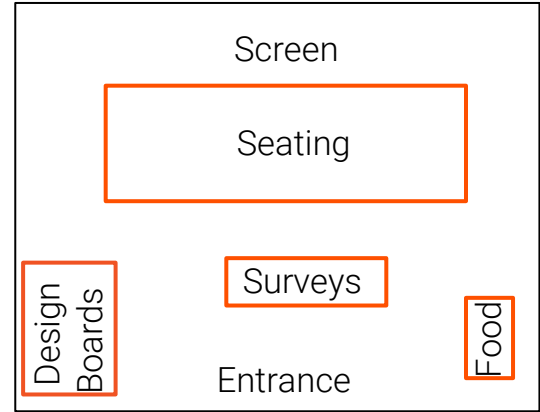 Screen
Seating
Surveys
Design
Boards
Food
Entrance